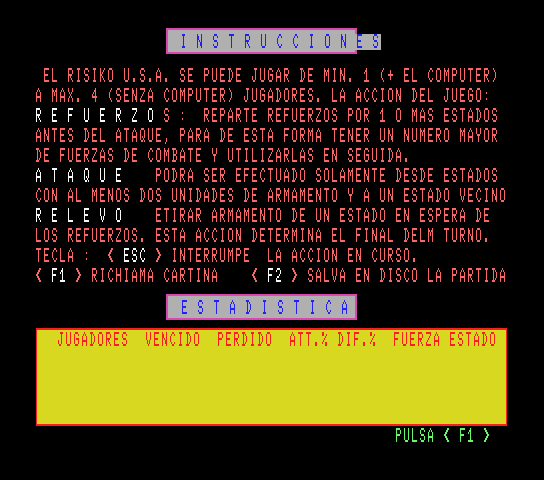 I N S T R U C C I O N E S
EL RISIKO U.S.A. SE PUEDE JUGAR DE MIN. 1 (+ EL COMPUTER)
A MAX. 4 (SENZA COMPUTER) JUGADORES. LA ACCION DEL JUEGO:
R E F U E R Z O S : REPARTE REFUERZOS POR 1 O MAS ESTADOS
ANTES DEL ATAQUE, PARA DE ESTA FORMA TENER UN NUMERO MAYOR
DE FUERZAS DE COMBATE Y UTILIZARLAS EN SEGUIDA.
A T A Q U E PODRA SER EFECTUADO SOLAMENTE DESDE ESTADOS
CON AL MENOS DOS UNIDADES DE ARMAMENTO Y A UN ESTADO VECINO
R E L E V O ETIRAR ARMAMENTO DE UN ESTADO EN ESPERA DE
LOS REFUERZOS. ESTA ACCION DETERMINA EL FINAL DELM TURNO.
TECLA : < ESC > INTERRUMPE LA ACCION EN CURSO.
< F1 > RICHIAMA CARTINA < F2 > SALVA EN DISCO LA PARTIDA
E S T A D I S T I C A
JUGADORES VENCIDO PERDIDO ATT.% DIF.% FUERZA ESTADO
PULSA < F1 >